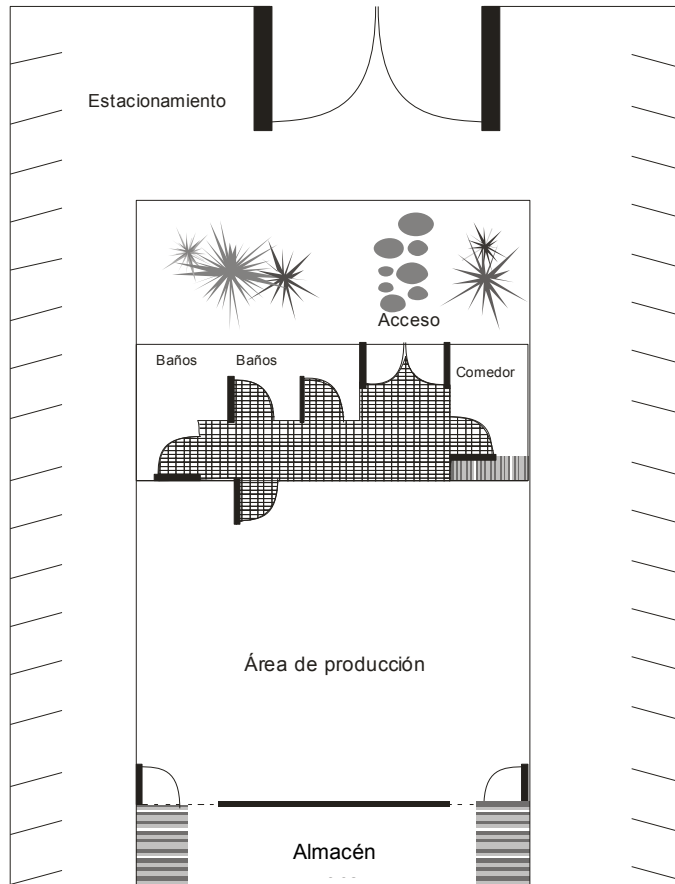 Estacionamiento
Acceso
Baños
Baños
Comedor
Área de producción
Almacén